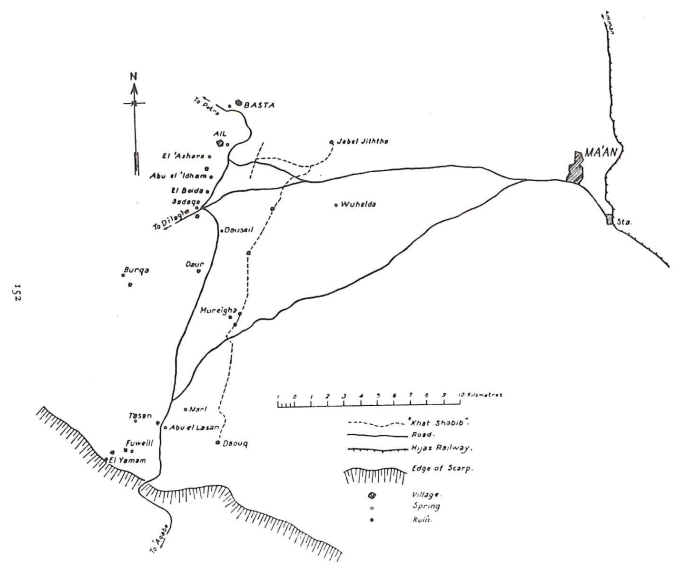 Amman
N
To Petra
BASTA
AIL
Jebel Jiththa
El 'Ashara
MA'AN
Abu el 'Idham
El Beida
Sadaqa
Wuheida
To Dilagha
Sta.
Dausail
Burqa
Daur
152
Mureigha
1 0 1 2 3 4 5 6 7 8 9 10 Kilometres
Narl
"Khat Shabib".
Tasan
Road.
Abu el Lasan
Hijaz Railway.
Fuweili
Daouq
El Yamam
Edge of Scarp.
Village.
Spring
Ruin.
To 'Aqaba